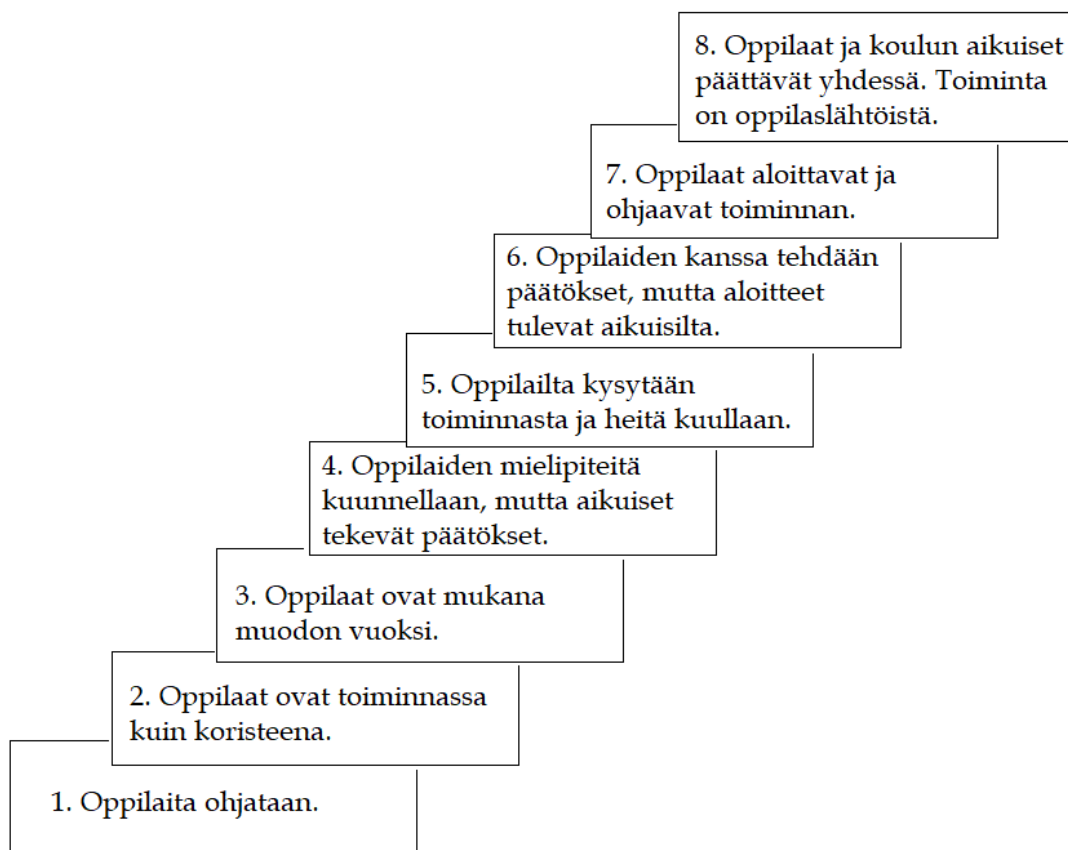 8. Oppilaat ja koulun aikuiset
päättävät yhdessä. Toiminta
on oppilaslähtöistä.
7. Oppilaat aloittavat ja
ohjaavat toiminnan.
6. Oppilaiden kanssa tehdään
päätökset, mutta aloitteet
tulevat aikuisilta.
5. Oppilailta kysytään
toiminnasta ja heitä kuullaan.
4. Oppilaiden mielipiteitä
kuunnellaan, mutta aikuiset
tekevät päätökset.
3. Oppilaat ovat mukana
muodon vuoksi.
2. Oppilaat ovat toiminnassa
kuin koristeena.
1. Oppilaita ohjataan.